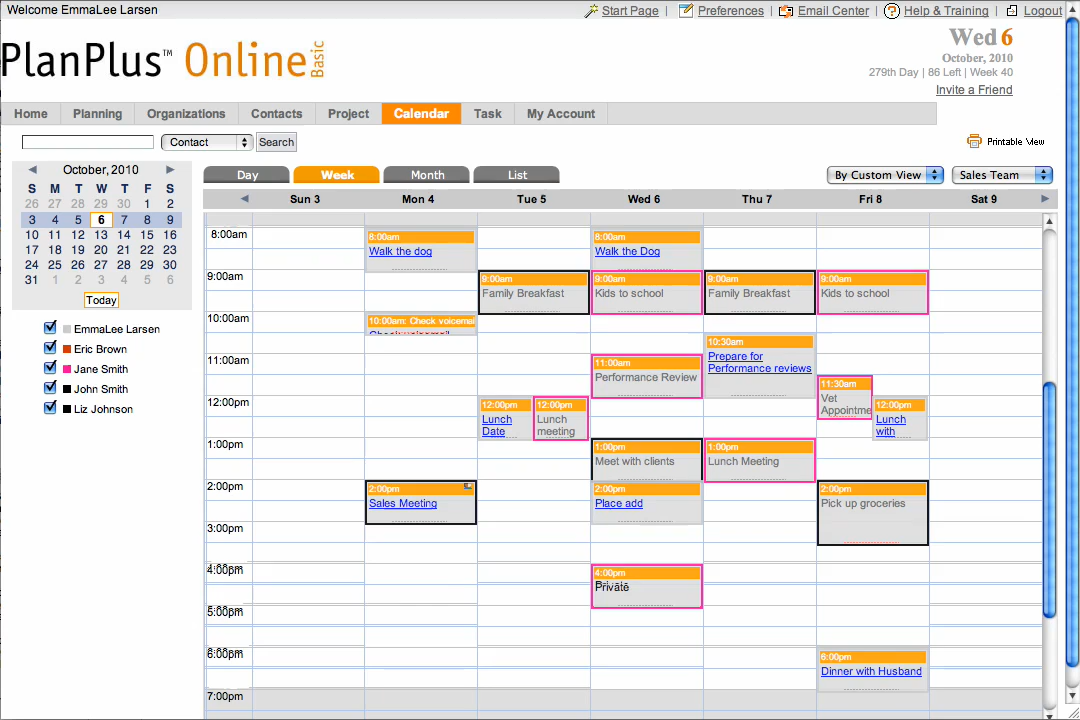 Welcome EmmaLee Larsen
Start Page | Preferences | Email Center | Help & Training | Logout
PlanPlus™ Online Basic
Wed 6
October, 2010
279th Day | 86 Left | Week 40
Invite a Friend
Home Planning Organizations Contacts Project Calendar Task My Account
Contact Search
Printable View
October, 2010
S M T W T F S
26 27 28 29 30 1 2
3 4 5 6 7 8 9
10 11 12 13 14 15 16
17 18 19 20 21 22 23
24 25 26 27 28 29 30
31 1 2 3 4 5 6
Today
EmmaLee Larsen
Eric Brown
Jane Smith
John Smith
Liz Johnson
Day Week Month List
By Custom View Sales Team
Sun 3 Mon 4 Tue 5 Wed 6 Thu 7 Fri 8 Sat 9
8:00am
8:00am 8:00am
Walk the dog Walk the Dog
9:00am
9:00am 9:00am 9:00am 9:00am
Family Breakfast Kids to school Family Breakfast Kids to school
10:00am
10:00am: Check voicemail
Check voicemail
10:30am
Prepare for
Performance reviews
11:00am
11:00am
Performance Review
11:30am
Vet
Appointme
12:00pm
12:00pm 12:00pm 12:00pm
Lunch Lunch Lunch
Date meeting with
1:00pm
1:00pm 1:00pm
Meet with clients Lunch Meeting
2:00pm
2:00pm 2:00pm 2:00pm
Sales Meeting Place add Pick up groceries
3:00pm
4:00pm
4:00pm
Private
5:00pm
6:00pm
6:00pm
Dinner with Husband
7:00pm